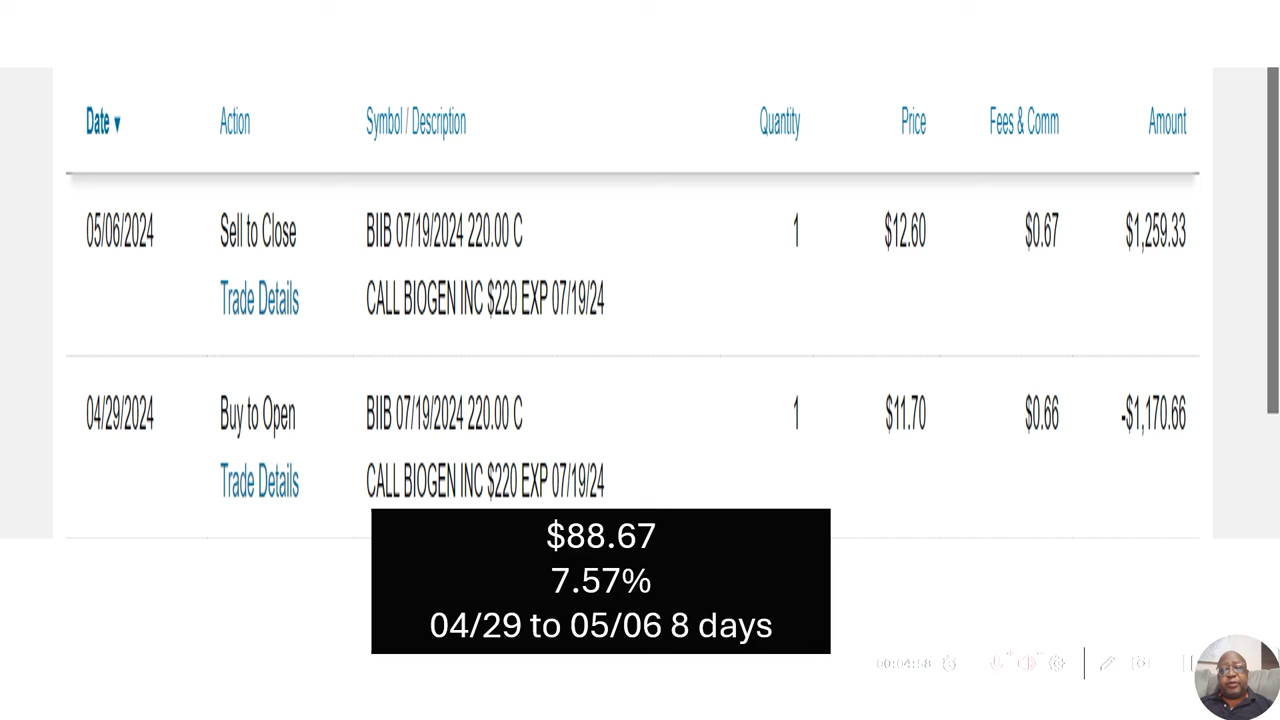 Date ▼ Action Symbol / Description Quantity Price Fees & Comm Amount
05/06/2024 Sell to Close BIIB 07/19/2024 220.00 C 1 $12.60 $0.67 $1,259.33
Trade Details CALL BIOGEN INC $220 EXP 07/19/24
04/29/2024 Buy to Open BIIB 07/19/2024 220.00 C 1 $11.70 $0.66 -$1,170.66
Trade Details CALL BIOGEN INC $220 EXP 07/19/24
$88.67
7.57%
04/29 to 05/06 8 days
00:04:58